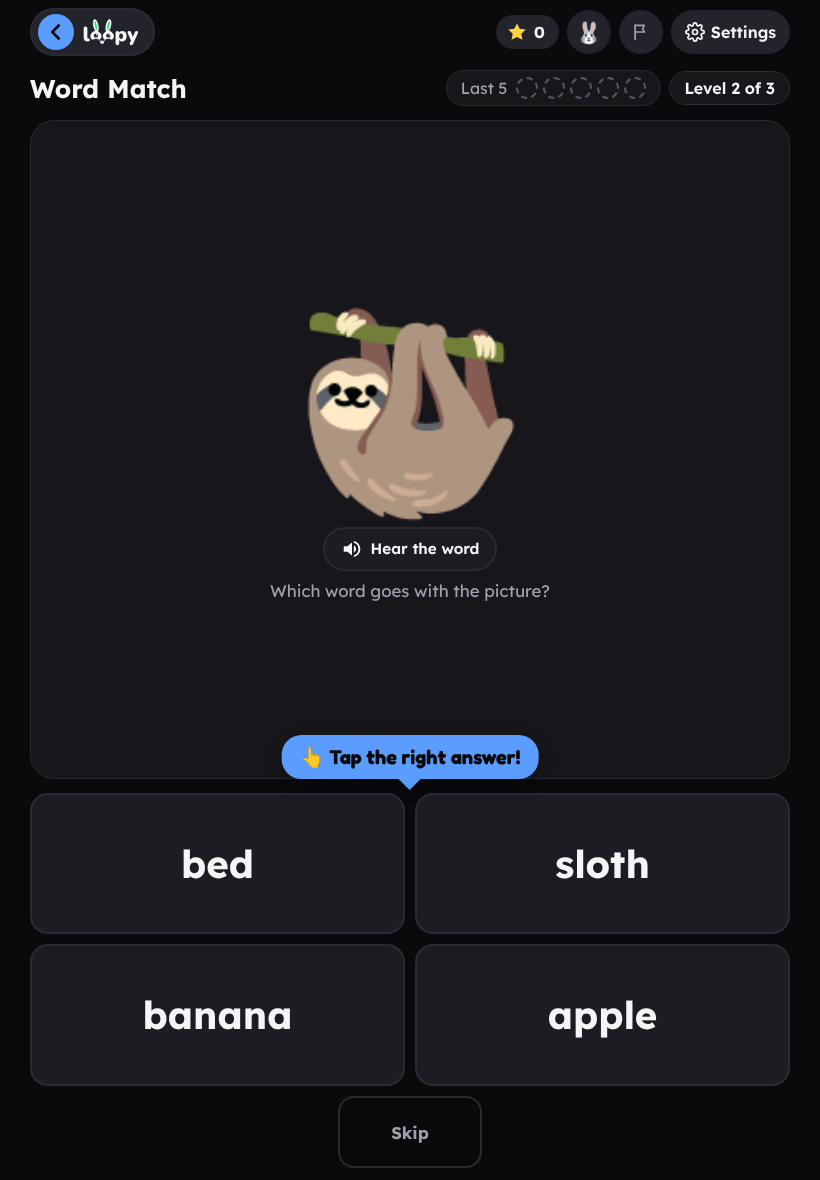 loopy
0
Settings
Word Match
Last 5
Level 2 of 3
Hear the word
Which word goes with the picture?
👆 Tap the right answer!
bed
sloth
banana
apple
Skip